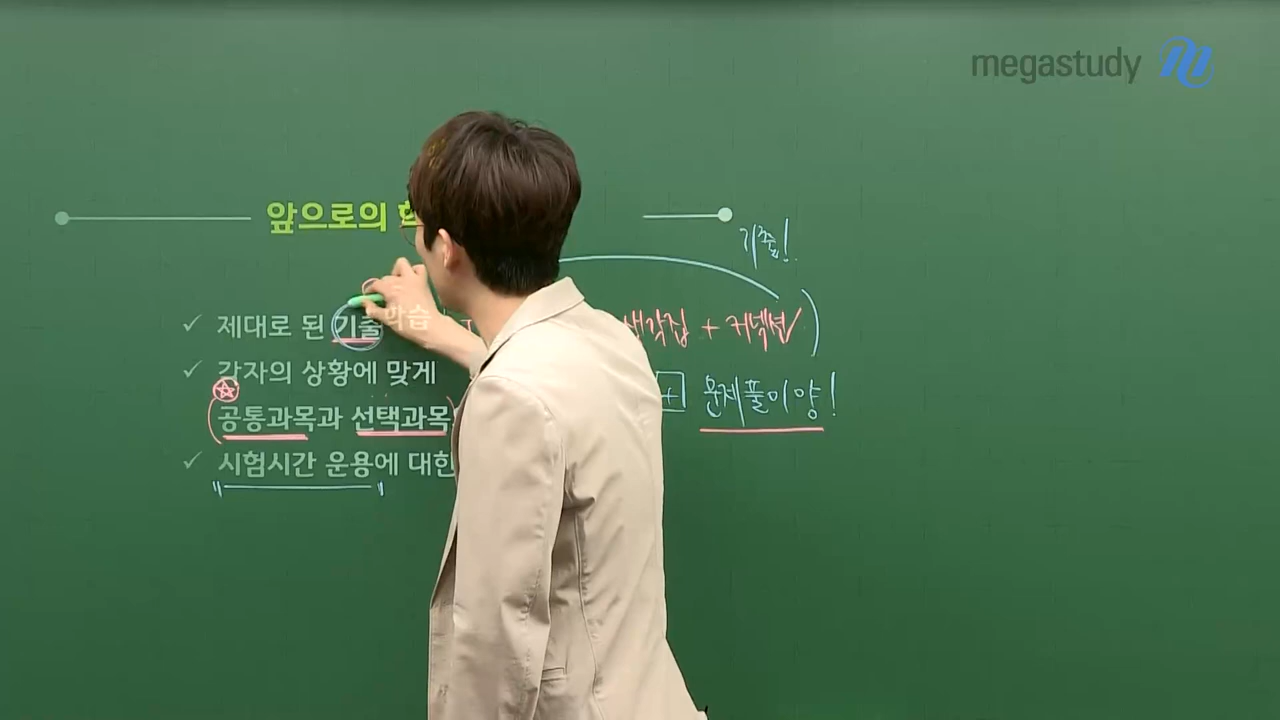 megastudy
앞으로의
기출!
제대로 된 기출학습
생각집 + 커넥션
각자의 상황에 맞게
+ 문제풀이양!
공통과목과 선택과목
시험시간 운용에 대한